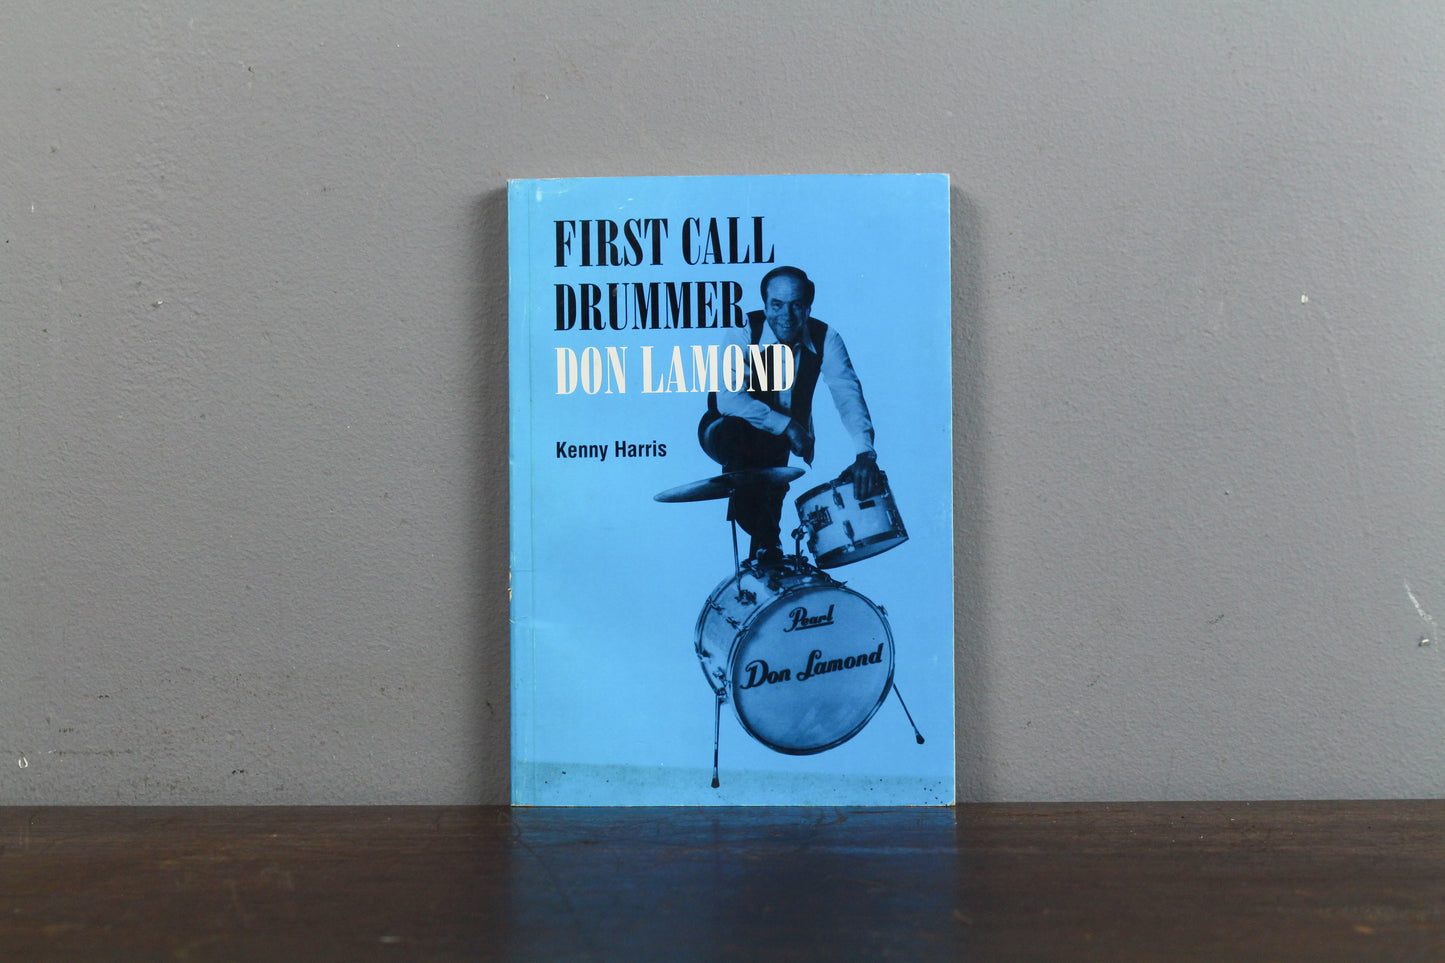 FIRST CALL
DRUMMER
DON LAMOND
Kenny Harris
Pearl
Don Lamond